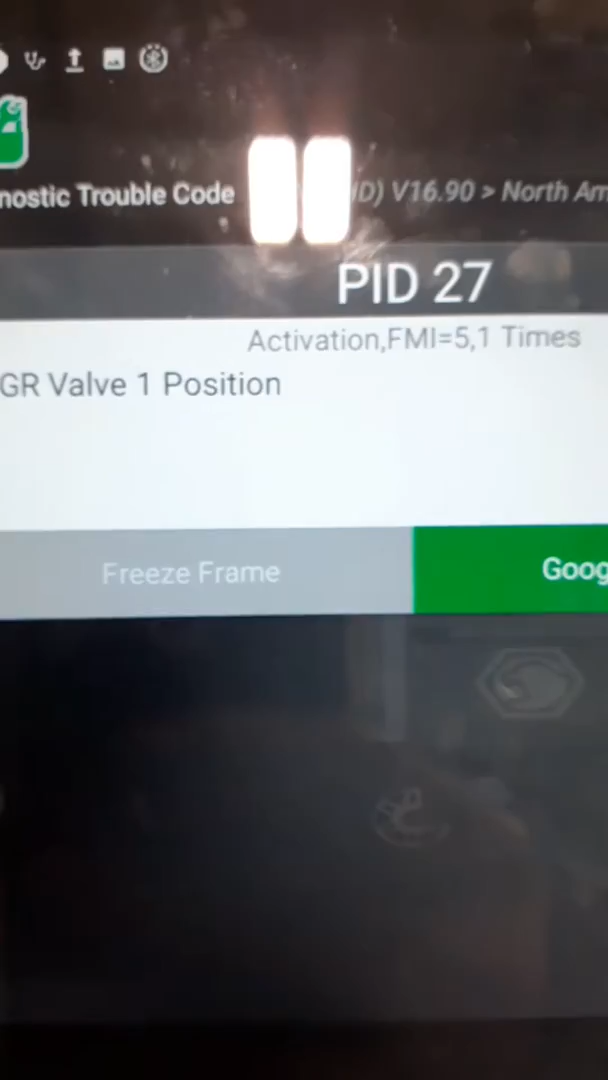 nostic Trouble Code D) V16.90 > North Am
PID 27
Activation,FMI=5,1 Times
GR Valve 1 Position
Freeze Frame
Goog